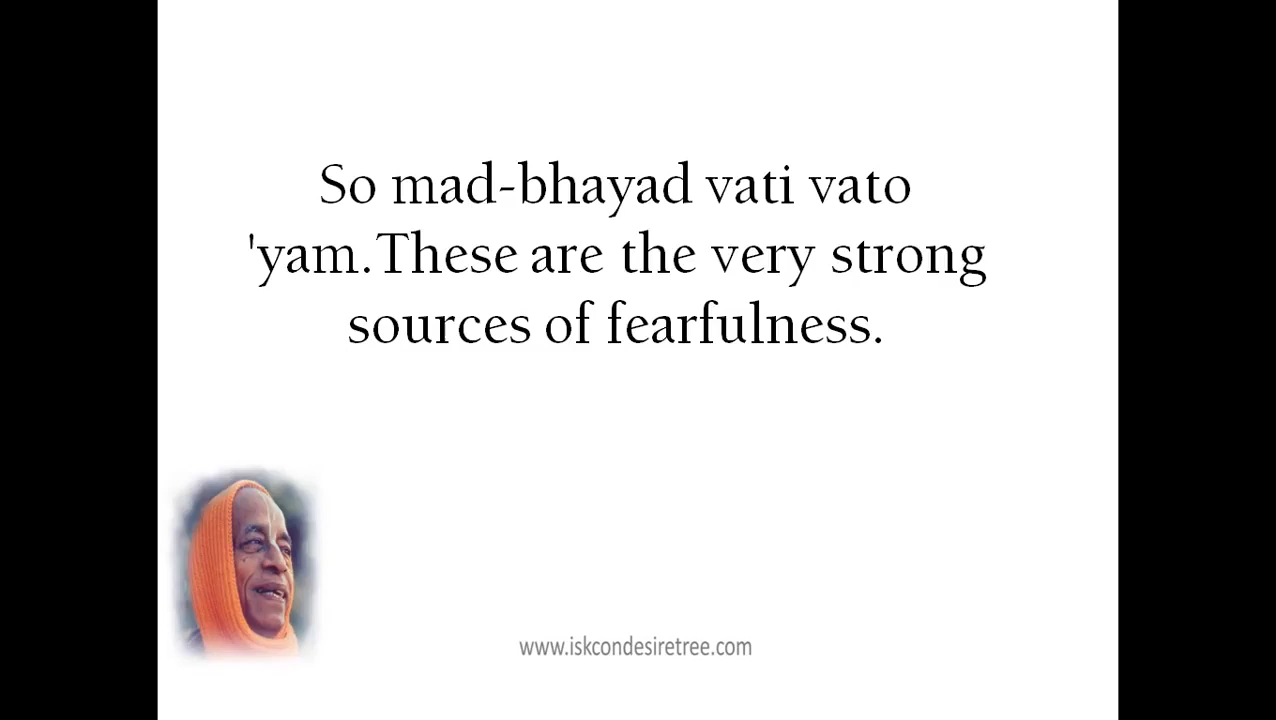 So mad-bhayad vati vato
'yam.These are the very strong
sources of fearfulness.
www.iskcondesiretree.com